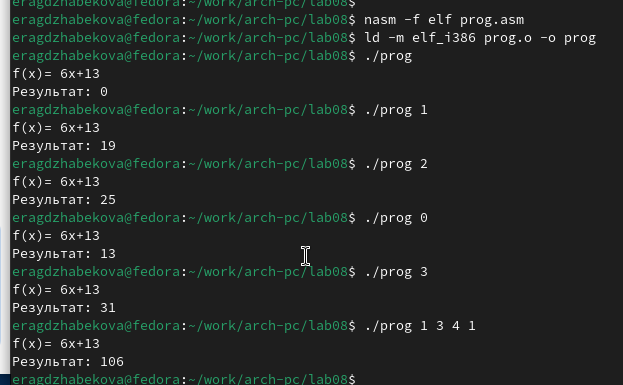 eragdzhabekova@fedora:~/work/arch-pc/lab08$
eragdzhabekova@fedora:~/work/arch-pc/lab08$ nasm -f elf prog.asm
eragdzhabekova@fedora:~/work/arch-pc/lab08$ ld -m elf_i386 prog.o -o prog
eragdzhabekova@fedora:~/work/arch-pc/lab08$ ./prog
f(x)= 6x+13
Результат: 0
eragdzhabekova@fedora:~/work/arch-pc/lab08$ ./prog 1
f(x)= 6x+13
Результат: 19
eragdzhabekova@fedora:~/work/arch-pc/lab08$ ./prog 2
f(x)= 6x+13
Результат: 25
eragdzhabekova@fedora:~/work/arch-pc/lab08$ ./prog 0
f(x)= 6x+13
Результат: 13
eragdzhabekova@fedora:~/work/arch-pc/lab08$ ./prog 3
f(x)= 6x+13
Результат: 31
eragdzhabekova@fedora:~/work/arch-pc/lab08$ ./prog 1 3 4 1
f(x)= 6x+13
Результат: 106
eragdzhabekova@fedora:~/work/arch-pc/lab08$